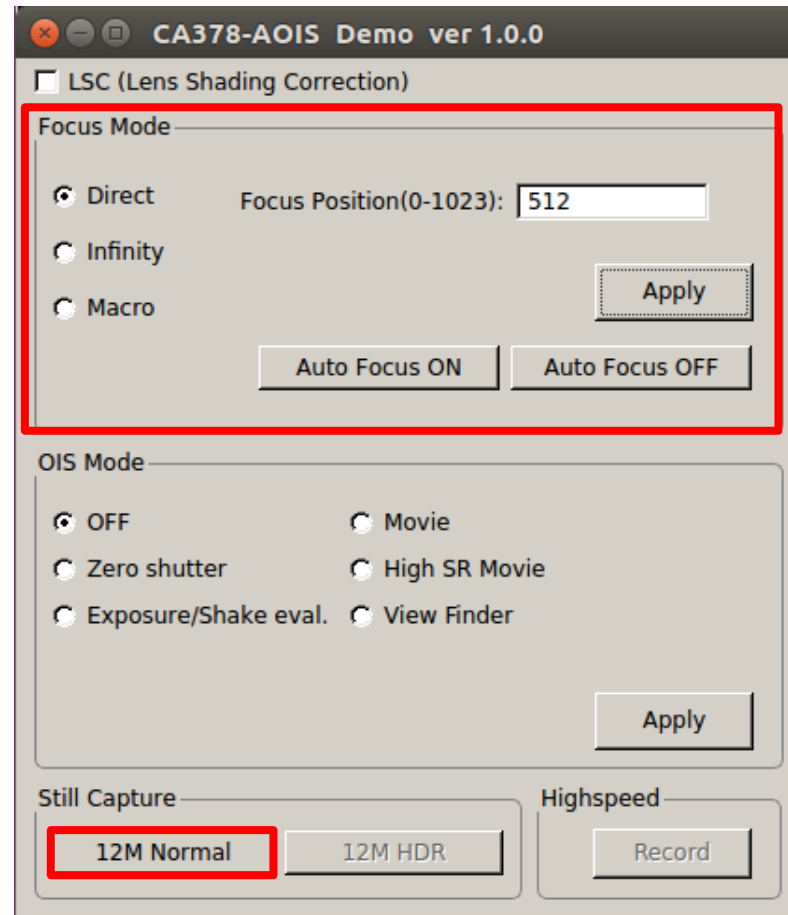 CA378-AOIS Demo ver 1.0.0
LSC (Lens Shading Correction)
Focus Mode
Direct Focus Position(0-1023): 512
Infinity
Apply
Macro
Auto Focus ON Auto Focus OFF
OIS Mode
OFF Movie
Zero shutter High SR Movie
Exposure/Shake eval. View Finder
Apply
Still Capture Highspeed
12M Normal 12M HDR Record